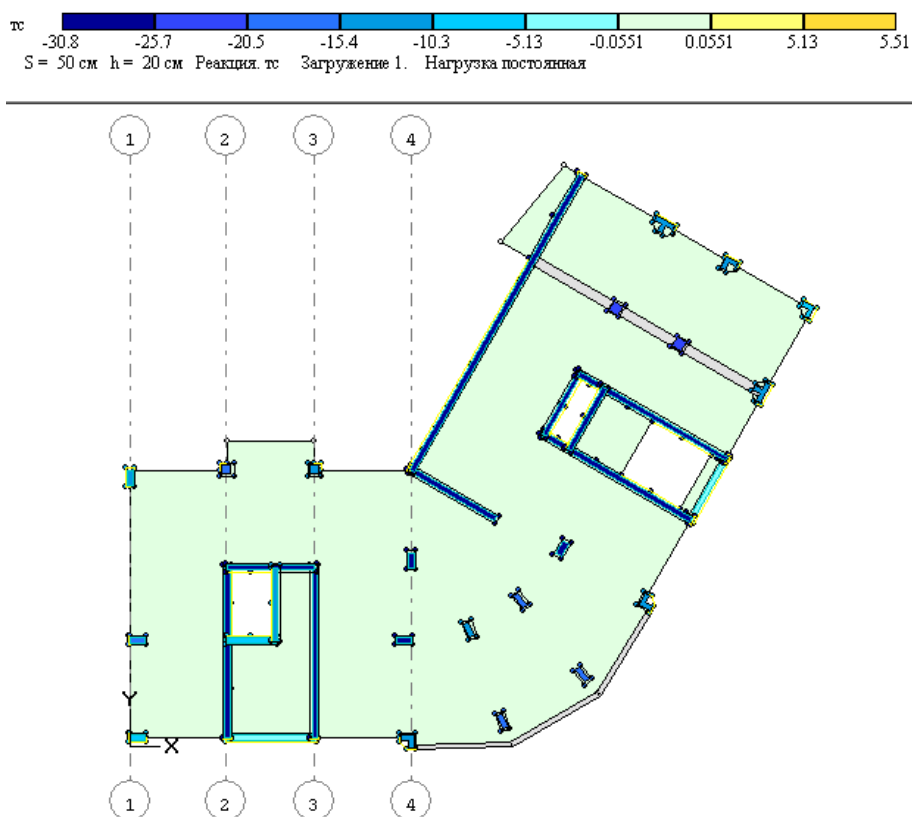 тс
-30.8 -25.7 -20.5 -15.4 -10.3 -5.13 -0.0551 0.0551 5.13 5.51
S = 50 см h = 20 см Реакция. тс Загружение 1. Нагрузка постоянная
1 2 3 4
Y
X
1 2 3 4